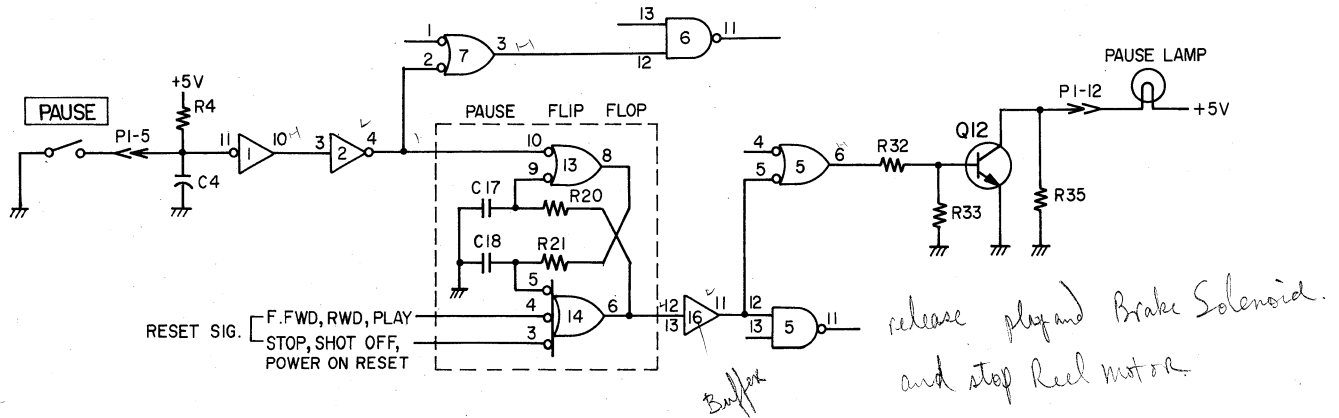 PAUSE
P1-5
+5V
R4
C4
11 1 10 H
3 2 4
1
2 7 3 H
13
12 6 11
PAUSE FLIP FLOP
10
9 13 8
C17 R20
C18 R21
5
4 14 6
3
RESET SIG.
F.FWD, RWD, PLAY
STOP, SHOT OFF,
POWER ON RESET
12
13 16 11
Buffer
4
5 5 6
12
13 5 11
R32
R33
Q12
R35
P1-12
PAUSE LAMP
+5V
release play and Brake Solenoid.
and stop Reel motor.